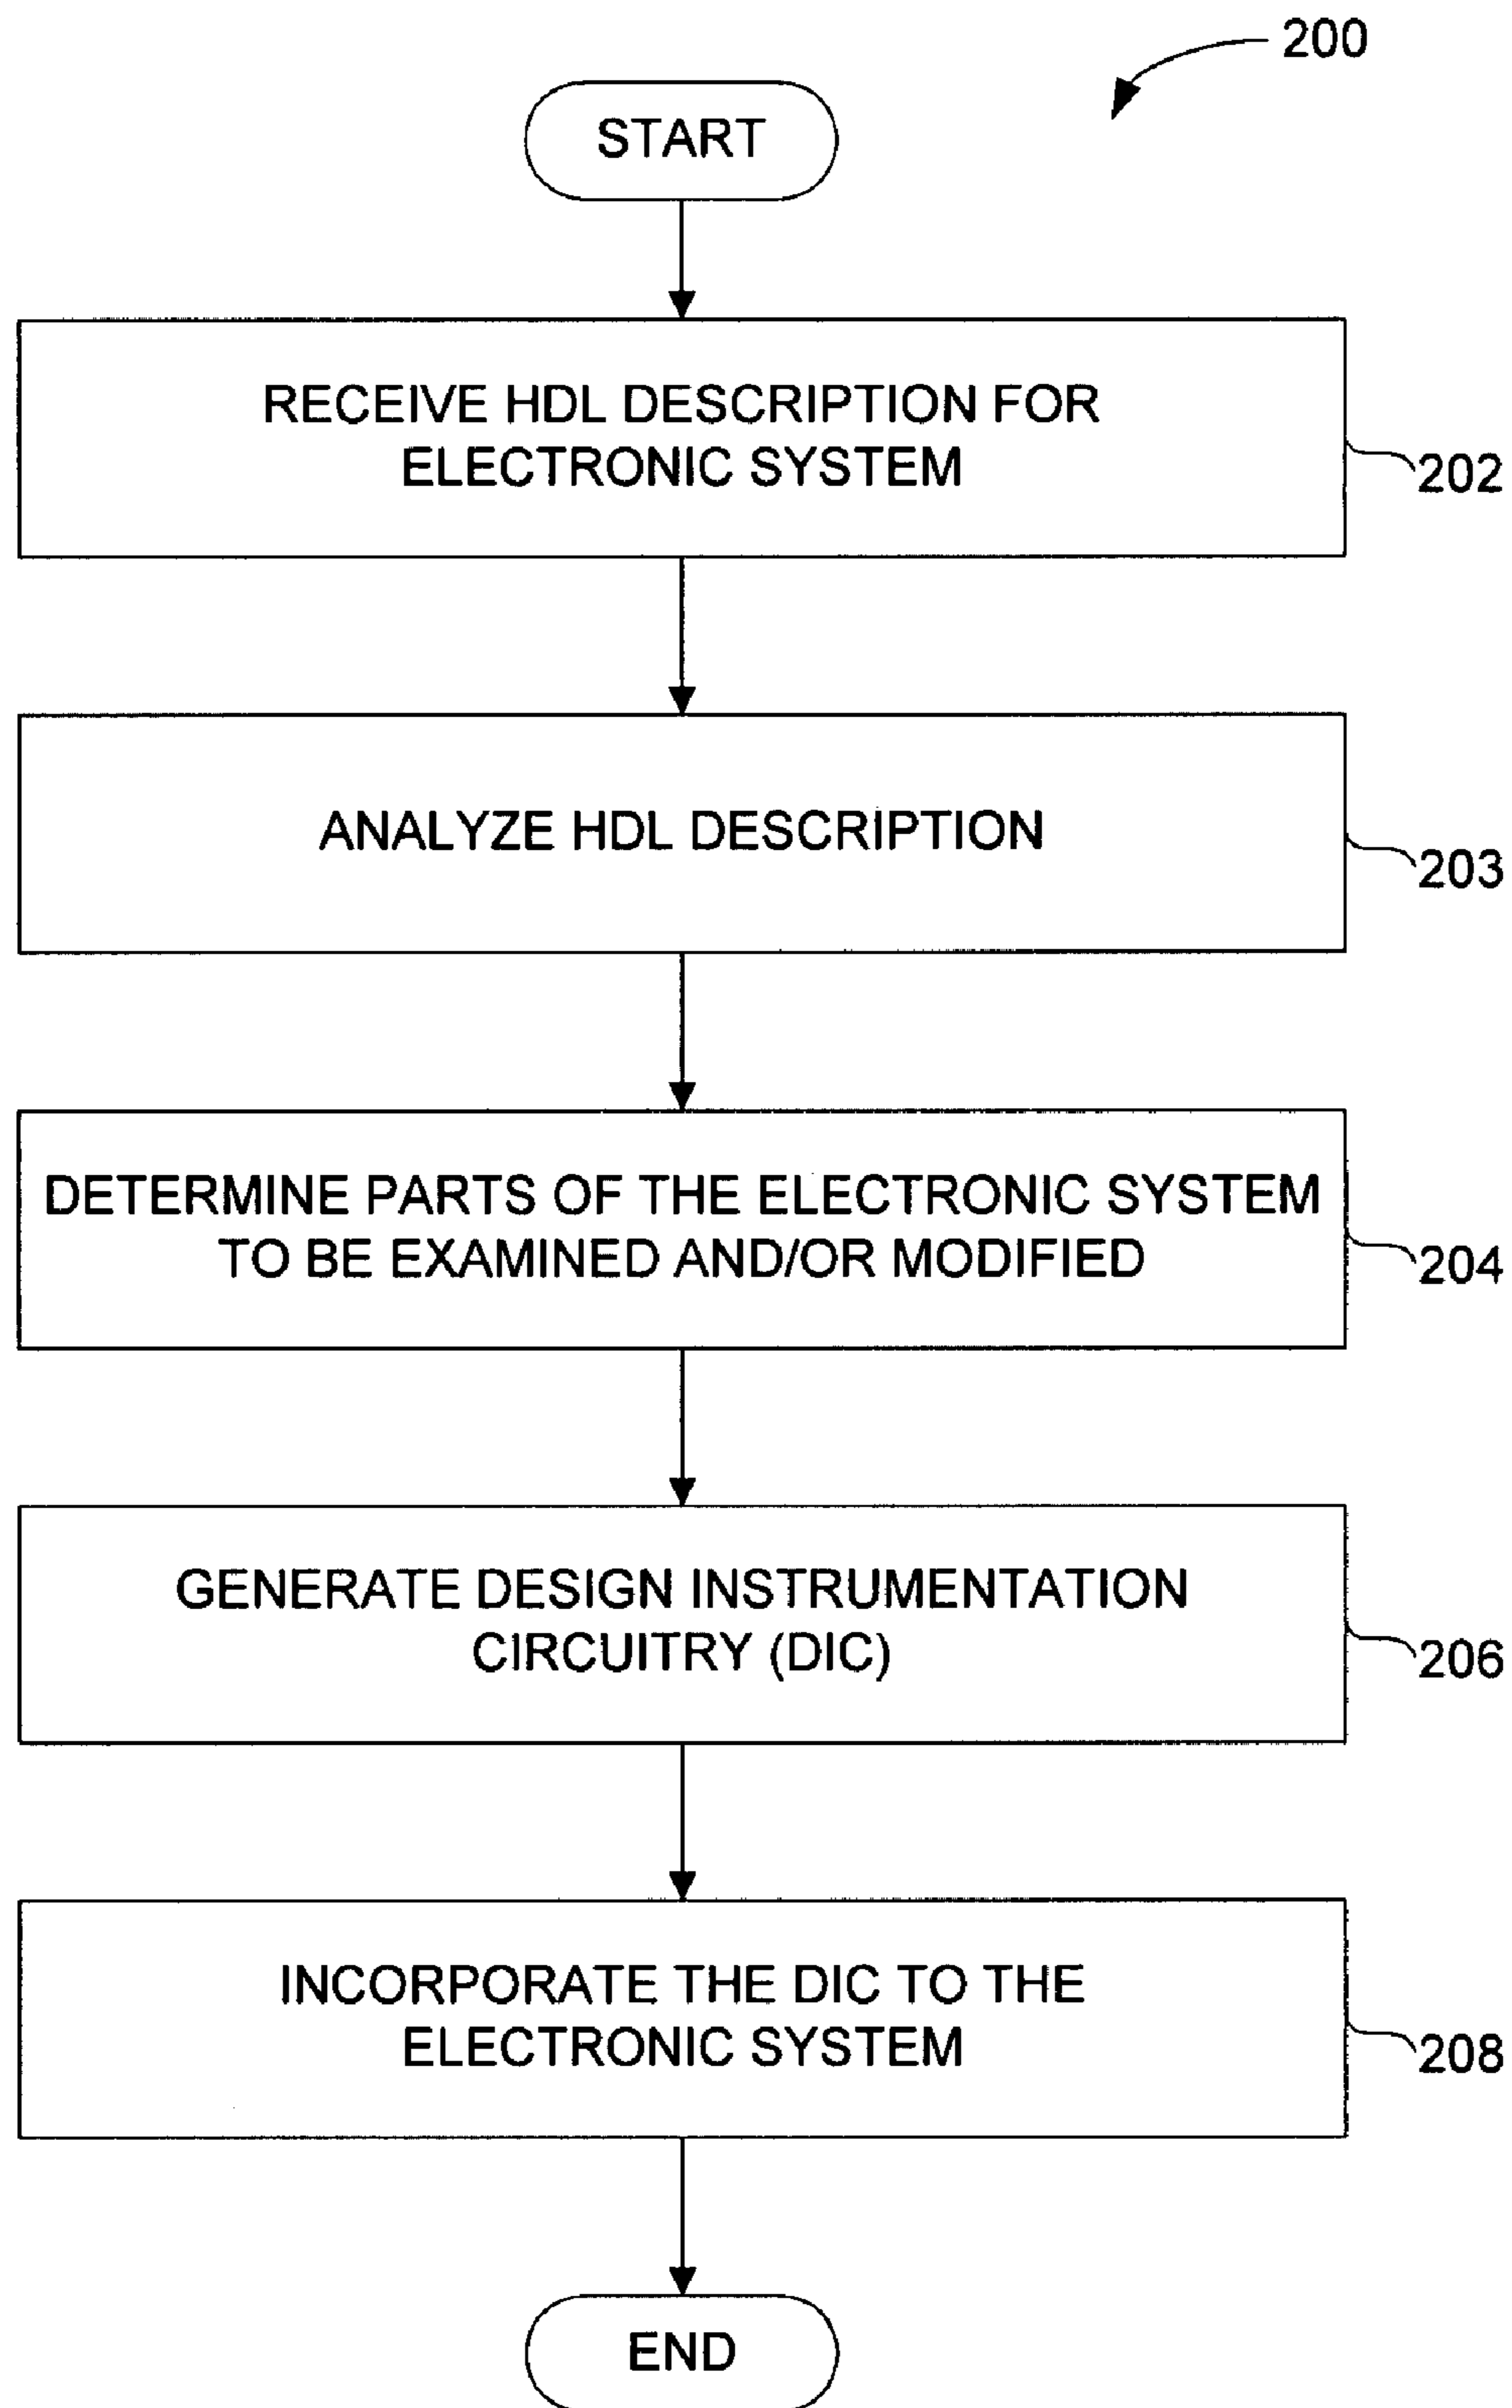 200
START
RECEIVE HDL DESCRIPTION FOR
ELECTRONIC SYSTEM
202
ANALYZE HDL DESCRIPTION
203
DETERMINE PARTS OF THE ELECTRONIC SYSTEM
TO BE EXAMINED AND/OR MODIFIED
204
GENERATE DESIGN INSTRUMENTATION
CIRCUITRY (DIC)
206
INCORPORATE THE DIC TO THE
ELECTRONIC SYSTEM
208
END